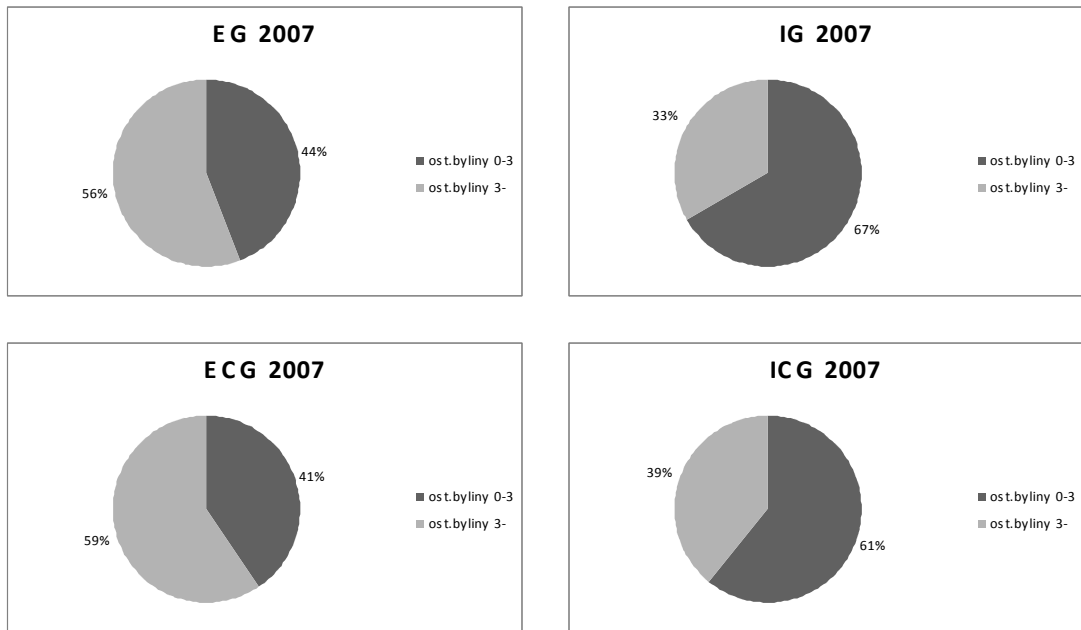 EG 2007
44%
56%
ost.byliny 0-3
ost.byliny 3-
IG 2007
33%
67%
ost.byliny 0-3
ost.byliny 3-
ECG 2007
41%
59%
ost.byliny 0-3
ost.byliny 3-
ICG 2007
39%
61%
ost.byliny 0-3
ost.byliny 3-